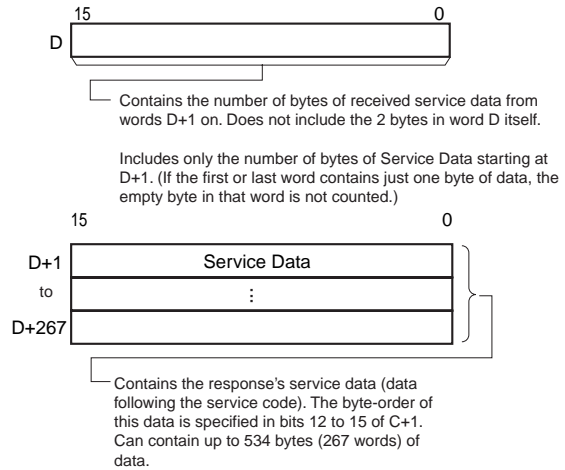 15 0
D
Contains the number of bytes of received service data from
words D+1 on. Does not include the 2 bytes in word D itself.
Includes only the number of bytes of Service Data starting at
D+1. (If the first or last word contains just one byte of data, the
empty byte in that word is not counted.)
15 0
D+1 Service Data
to ⋮
D+267
Contains the response's service data (data
following the service code). The byte-order of
this data is specified in bits 12 to 15 of C+1.
Can contain up to 534 bytes (267 words) of
data.